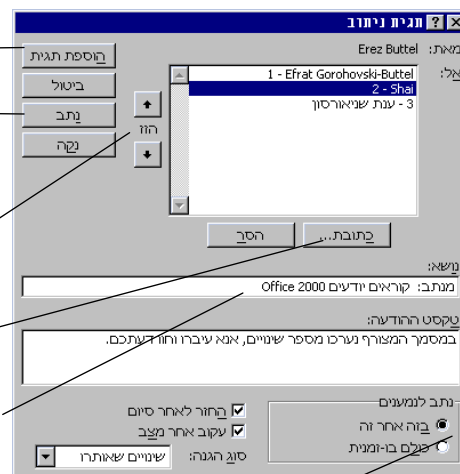 תגית ניתוב
מאת: Erez Buttel
אל:
1 - Efrat Gorohovski-Buttel
2 - Shai
3 - ענת שניאורסון
הוספת תגית
ביטול
נתב
נקה
הזז
כתובת...
הסר
נושא:
מנתב: קוראים יודעים Office 2000
טקסט ההודעה:
במסמך המצורף נערכו מספר שינויים, אנא עיברו וחוו דעתכם.
נתב לנמענים
בזה אחר זה
כולם בו-זמנית
החזר לאחר סיום
עקוב אחר מצב
סוג הגנה: שינויים שאותרו